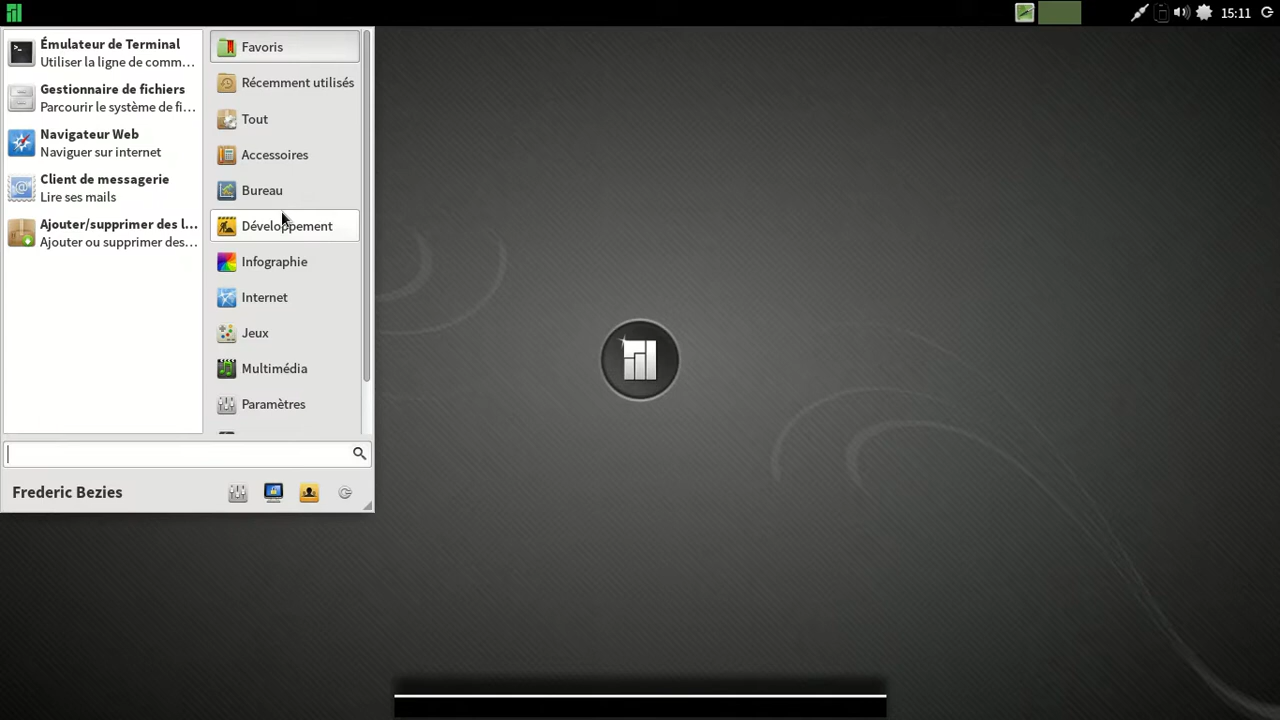 15:11
Émulateur de Terminal
Utiliser la ligne de comm...
Gestionnaire de fichiers
Parcourir le système de fi...
Navigateur Web
Naviguer sur internet
Client de messagerie
Lire ses mails
Ajouter/supprimer des l...
Ajouter ou supprimer des...
Favoris
Récemment utilisés
Tout
Accessoires
Bureau
Développement
Infographie
Internet
Jeux
Multimédia
Paramètres
Frederic Bezies